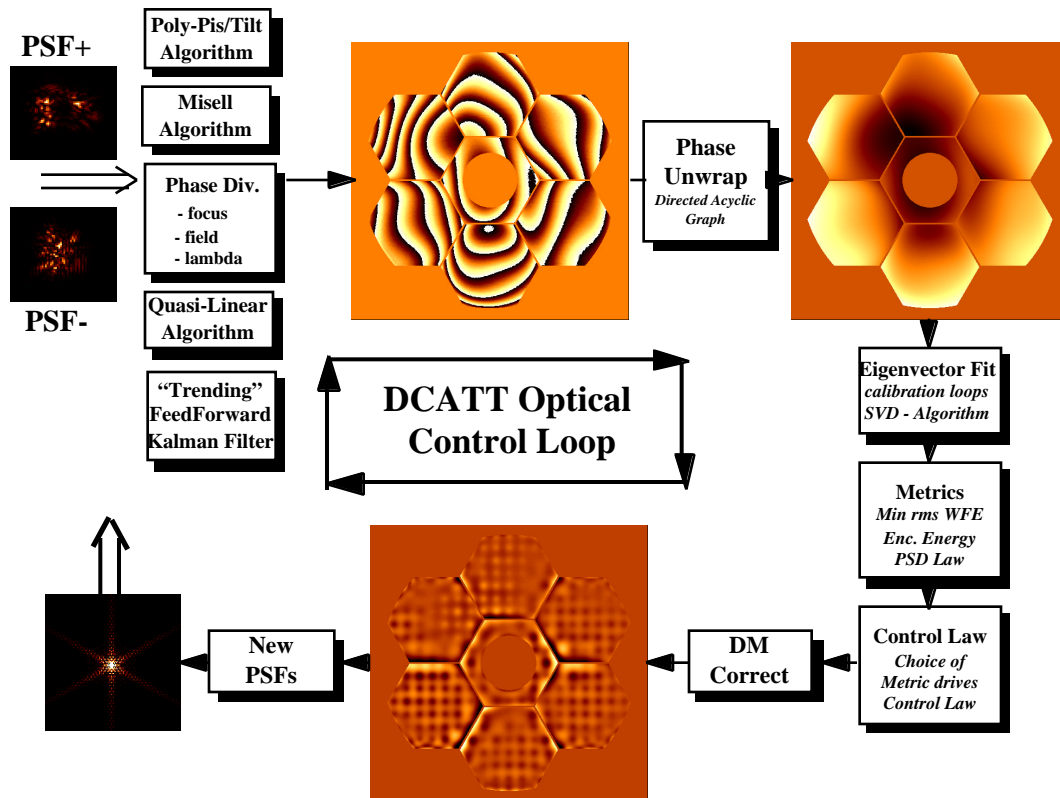 PSF+
PSF-
Poly-Pis/Tilt
Algorithm
Misell
Algorithm
Phase Div.
- focus
- field
- lambda
Quasi-Linear
Algorithm
“Trending”
FeedForward
Kalman Filter
Phase
Unwrap
Directed Acyclic
Graph
DCATT Optical
Control Loop
Eigenvector Fit
calibration loops
SVD - Algorithm
Metrics
Min rms WFE
Enc. Energy
PSD Law
Control Law
Choice of
Metric drives
Control Law
DM
Correct
New
PSFs